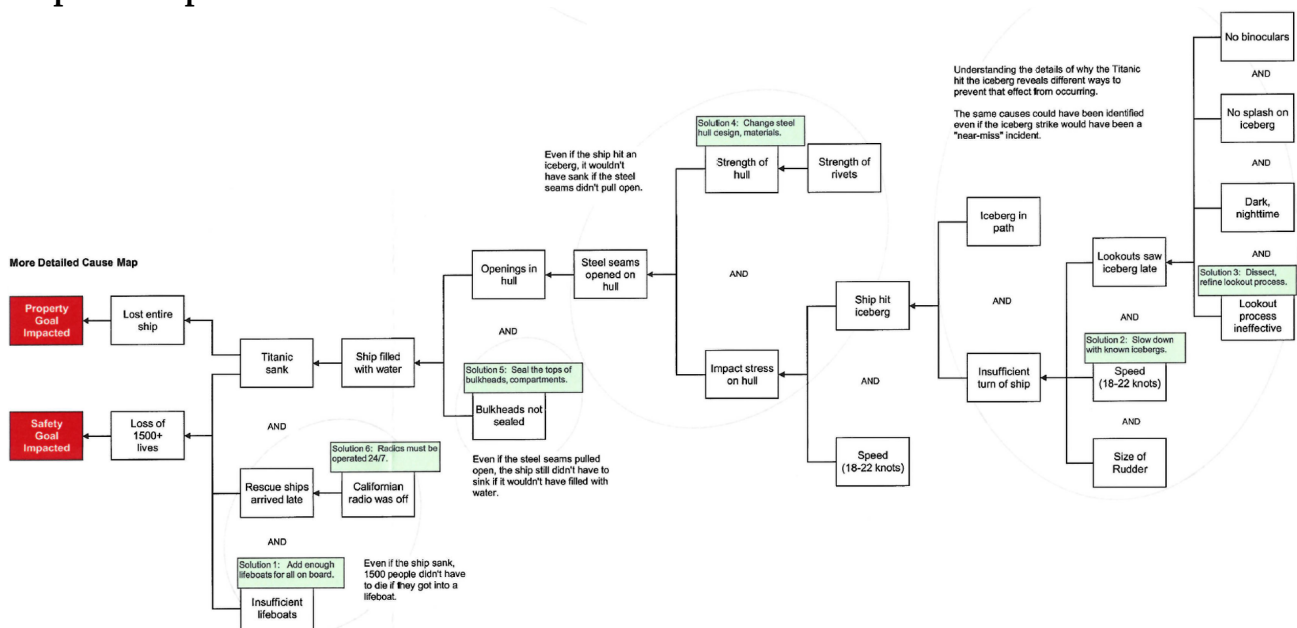 No binoculars
AND
Understanding the details of why the Titanic
hit the iceberg reveals different ways to
prevent that effect from occurring.
The same causes could have been identified
even if the iceberg strike would have been a
"near-miss" incident.
No splash on
iceberg
AND
Dark,
nighttime
AND
Solution 3: Dissect,
refine lookout process.
Lookout
process
ineffective
Solution 4: Change steel
hull design, materials.
Strength of
hull
Strength of
rivets
Even if the ship hit an
iceberg, it wouldn't
have sank if the steel
seams didn't pull open.
Iceberg in
path
AND
Lookouts saw
iceberg late
AND
Solution 2: Slow down
with known icebergs.
Speed
(18-22 knots)
AND
Size of
Rudder
Insufficient
turn of ship
Ship hit
iceberg
AND
Speed
(18-22 knots)
AND
Impact stress
on hull
Steel seams
opened on
hull
Openings in
hull
AND
Solution 5: Seal the tops of
bulkheads, compartments.
Bulkheads not
sealed
Even if the steel seams pulled
open, the ship still didn't have to
sink if it wouldn't have filled with
water.
More Detailed Cause Map
Property
Goal
Impacted
Lost entire
ship
Titanic
sank
Ship filled
with water
Safety
Goal
Impacted
Loss of
1500+
lives
AND
Solution 6: Radios must be
operated 24/7.
Rescue ships
arrived late
Californian
radio was off
AND
Solution 1: Add enough
lifeboats for all on board.
Insufficient
lifeboats
Even if the ship sank,
1500 people didn't have
to die if they got into a
lifeboat.